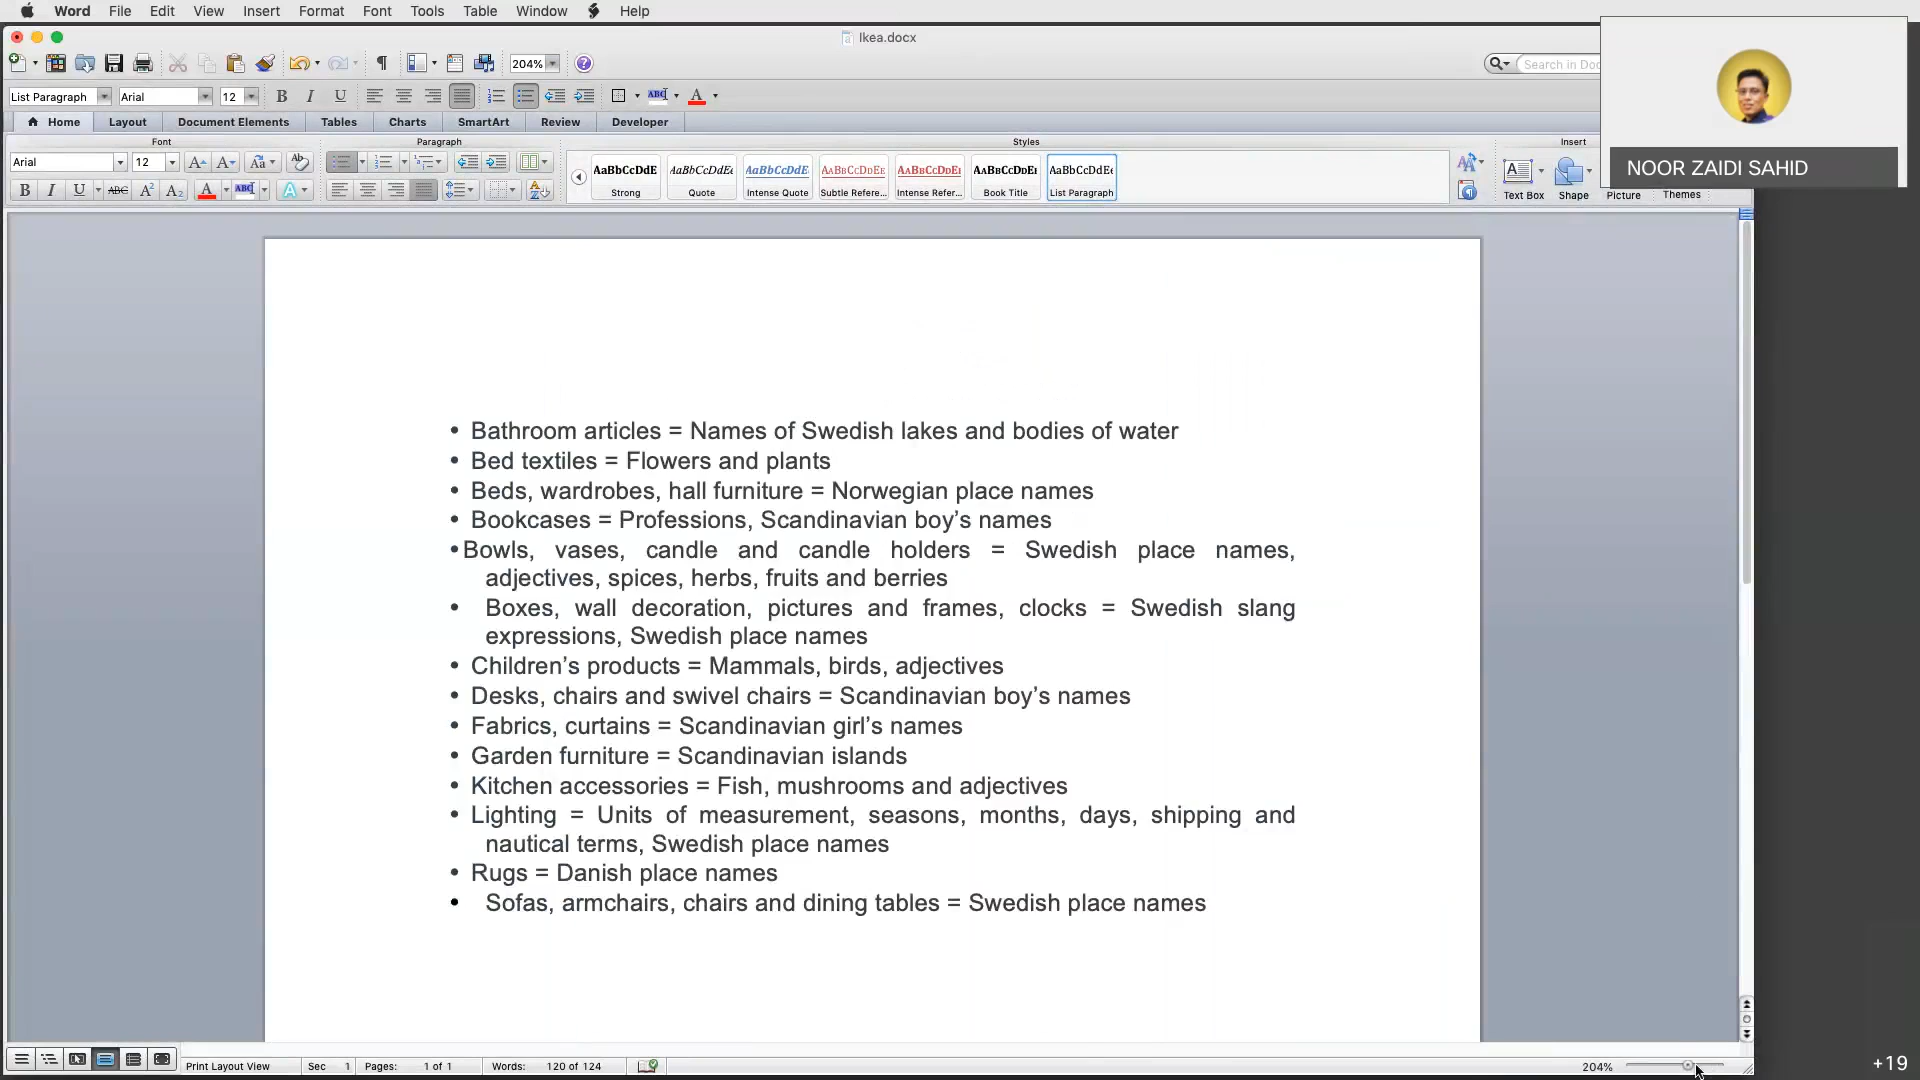 Word File Edit View Insert Format Font Tools Table Window Help
Ikea.docx
204%
Search in Doc
List Paragraph Arial 12 B I U ABC A
Home Layout Document Elements Tables Charts SmartArt Review Developer
Font Paragraph Styles Insert
Arial 12 A A Aa
AaBbCcDdE AaBbCcDdEe AaBbCcDdE AaBbCcDdEe AaBbCcDdEe AaBbCcDdEe AaBbCcDdEe
B I U ABC A² A₂ A ABC A
Strong Quote Intense Quote Subtle Refere... Intense Refer... Book Title List Paragraph
Text Box Shape Picture Themes
NOOR ZAIDI SAHID
• Bathroom articles = Names of Swedish lakes and bodies of water
• Bed textiles = Flowers and plants
• Beds, wardrobes, hall furniture = Norwegian place names
• Bookcases = Professions, Scandinavian boy’s names
•Bowls, vases, candle and candle holders = Swedish place names,
adjectives, spices, herbs, fruits and berries
• Boxes, wall decoration, pictures and frames, clocks = Swedish slang
expressions, Swedish place names
• Children’s products = Mammals, birds, adjectives
• Desks, chairs and swivel chairs = Scandinavian boy’s names
• Fabrics, curtains = Scandinavian girl’s names
• Garden furniture = Scandinavian islands
• Kitchen accessories = Fish, mushrooms and adjectives
• Lighting = Units of measurement, seasons, months, days, shipping and
nautical terms, Swedish place names
• Rugs = Danish place names
• Sofas, armchairs, chairs and dining tables = Swedish place names
Print Layout View Sec 1 Pages: 1 of 1 Words: 120 of 124 204%
+19